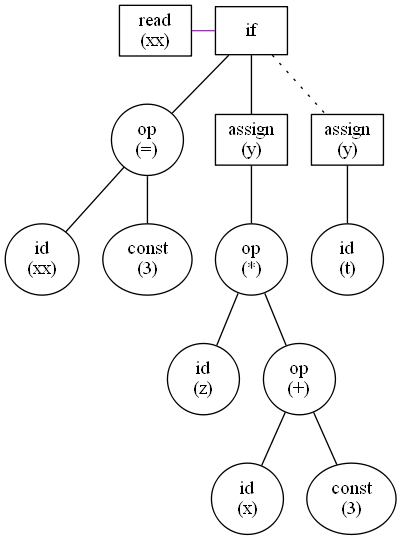 read
(xx)
if
op
(=)
assign
(y)
assign
(y)
id
(xx)
const
(3)
op
(*)
id
(t)
id
(z)
op
(+)
id
(x)
const
(3)